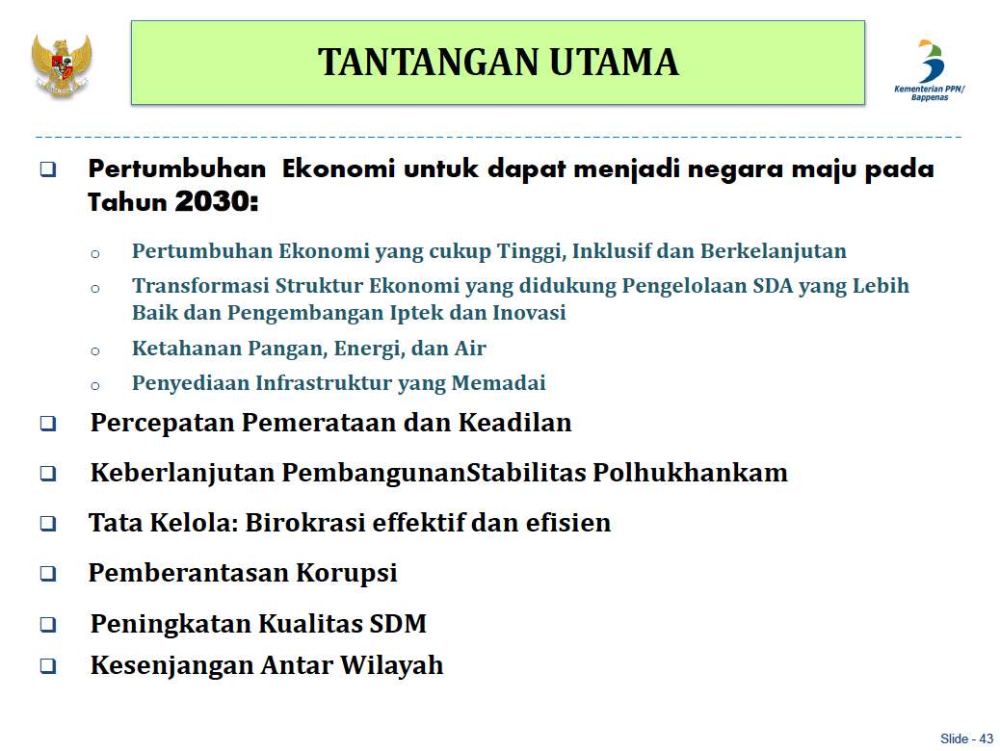 TANTANGAN UTAMA
Kementerian PPN/
Bappenas
Pertumbuhan Ekonomi untuk dapat menjadi negara maju pada
Tahun 2030:
Pertumbuhan Ekonomi yang cukup Tinggi, Inklusif dan Berkelanjutan
Transformasi Struktur Ekonomi yang didukung Pengelolaan SDA yang Lebih
Baik dan Pengembangan Iptek dan Inovasi
Ketahanan Pangan, Energi, dan Air
Penyediaan Infrastruktur yang Memadai
Percepatan Pemerataan dan Keadilan
Keberlanjutan PembangunanStabilitas Polhukhankam
Tata Kelola: Birokrasi effektif dan efisien
Pemberantasan Korupsi
Peningkatan Kualitas SDM
Kesenjangan Antar Wilayah
Slide - 43